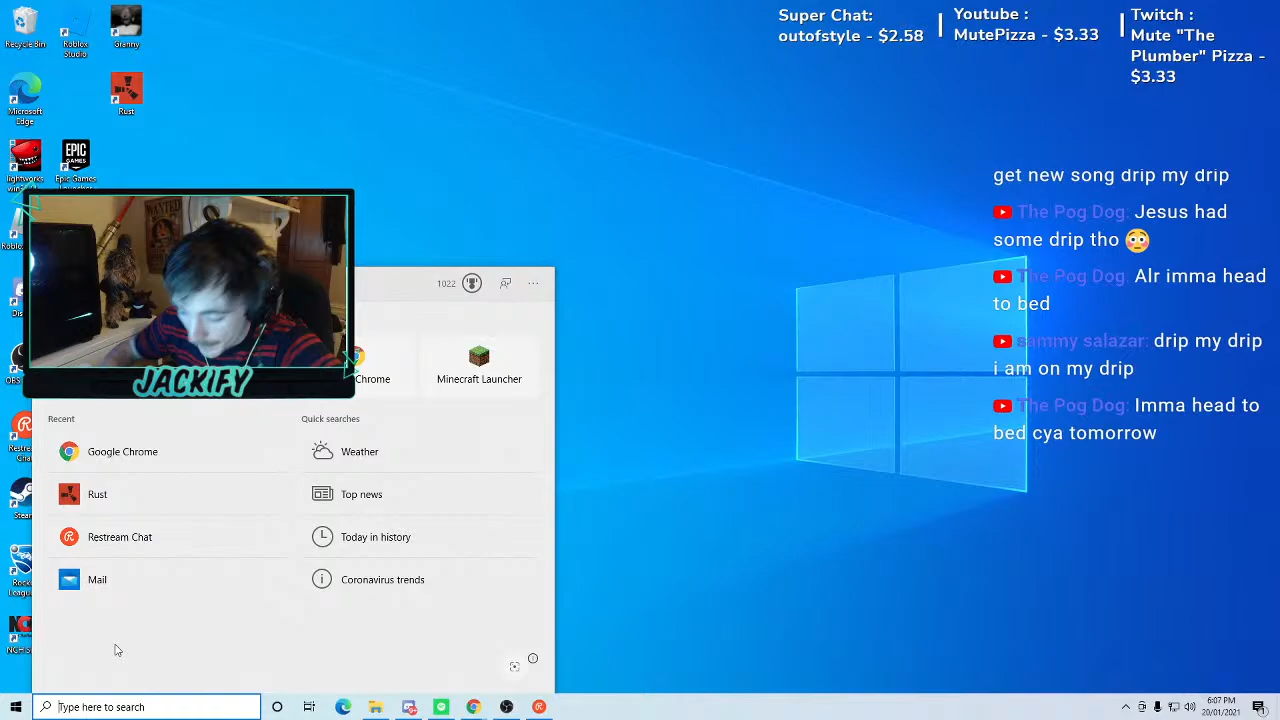 Super Chat:
outofstyle - $2.58
Youtube :
MutePizza - $3.33
Twitch :
Mute "The
Plumber" Pizza -
$3.33
Recycle Bin
Roblox
Studio
Granny
Microsoft
Edge
Rust
lightworks
EPIC
GAMES
Epic Games
WANTED
JACKIFY
get new song drip my drip
The Pog Dog: Jesus had
some drip tho 😳
The Pog Dog: Alr imma head
to bed
sammy salazar: drip my drip
i am on my drip
The Pog Dog: Imma head to
bed cya tomorrow
1022
Chrome
Minecraft Launcher
Recent
Quick searches
Google Chrome
Weather
Rust
Top news
Restream Chat
Today in history
Mail
Coronavirus trends
Type here to search
6:07 PM
20/01/2021